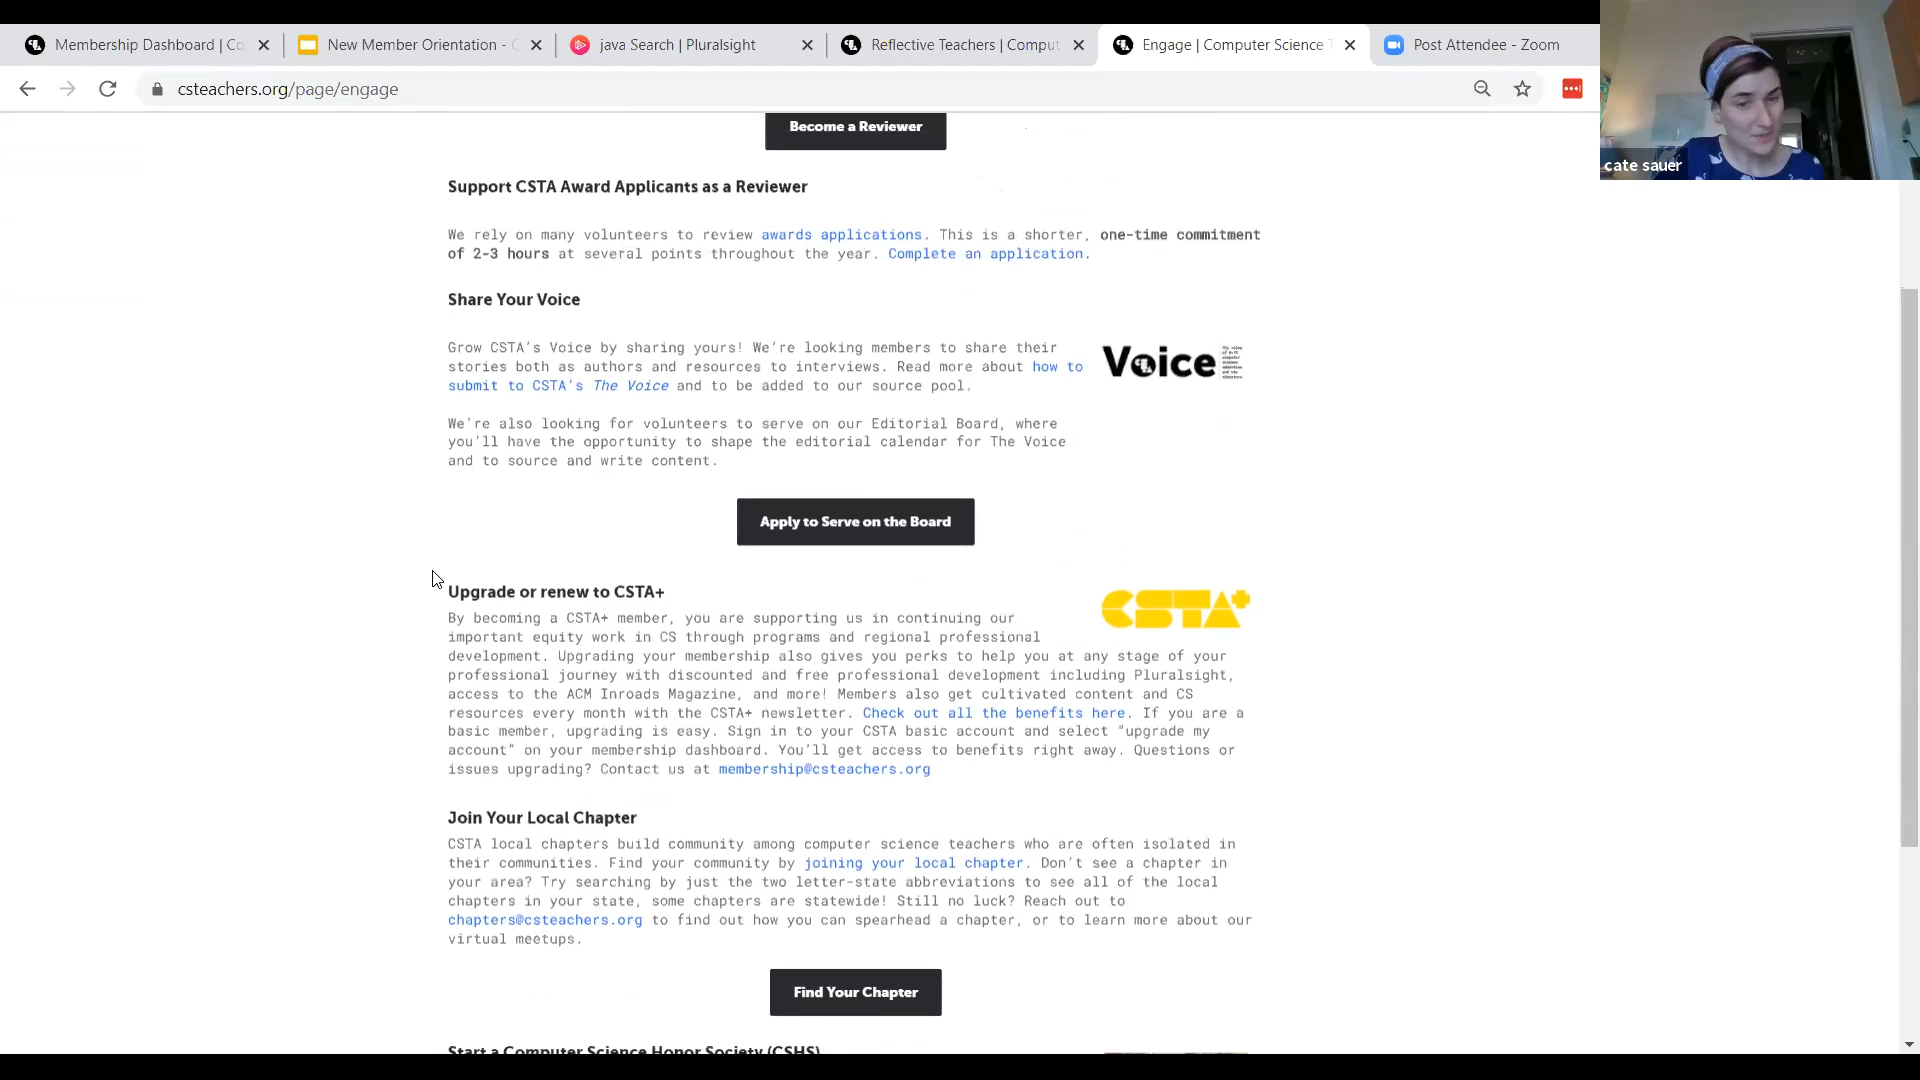 Membership Dashboard | Co
New Member Orientation - C
java Search | Pluralsight
Reflective Teachers | Comput
Engage | Computer Science T
Post Attendee - Zoom
csteachers.org/page/engage
cate sauer
Become a Reviewer
Support CSTA Award Applicants as a Reviewer
We rely on many volunteers to review awards applications. This is a shorter, one-time commitment
of 2-3 hours at several points throughout the year. Complete an application.
Share Your Voice
Grow CSTA's Voice by sharing yours! We're looking members to share their
stories both as authors and resources to interviews. Read more about how to
submit to CSTA's The Voice and to be added to our source pool.
Voice
We're also looking for volunteers to serve on our Editorial Board, where
you'll have the opportunity to shape the editorial calendar for The Voice
and to source and write content.
Apply to Serve on the Board
Upgrade or renew to CSTA+
CSTA+
By becoming a CSTA+ member, you are supporting us in continuing our
important equity work in CS through programs and regional professional
development. Upgrading your membership also gives you perks to help you at any stage of your
professional journey with discounted and free professional development including Pluralsight,
access to the ACM Inroads Magazine, and more! Members also get cultivated content and CS
resources every month with the CSTA+ newsletter. Check out all the benefits here. If you are a
basic member, upgrading is easy. Sign in to your CSTA basic account and select "upgrade my
account" on your membership dashboard. You'll get access to benefits right away. Questions or
issues upgrading? Contact us at membership@csteachers.org
Join Your Local Chapter
CSTA local chapters build community among computer science teachers who are often isolated in
their communities. Find your community by joining your local chapter. Don't see a chapter in
your area? Try searching by just the two letter-state abbreviations to see all of the local
chapters in your state, some chapters are statewide! Still no luck? Reach out to
chapters@csteachers.org to find out how you can spearhead a chapter, or to learn more about our
virtual meetups.
Find Your Chapter
Start a Computer Science Honor Society (CSHS)